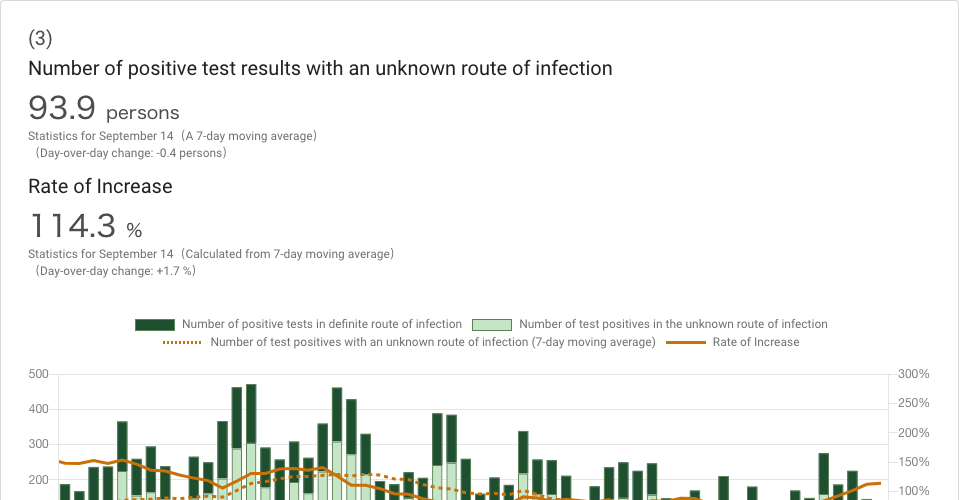 (3)
Number of positive test results with an unknown route of infection
93.9 persons
Statistics for September 14（A 7-day moving average）
（Day-over-day change: -0.4 persons）
Rate of Increase
114.3 %
Statistics for September 14（Calculated from 7-day moving average）
（Day-over-day change: +1.7 %）
Number of positive tests in definite route of infection Number of test positives in the unknown route of infection
Number of test positives with an unknown route of infection (7-day moving average) Rate of Increase
500 300%
250%
400
200%
300
150%
200
100%